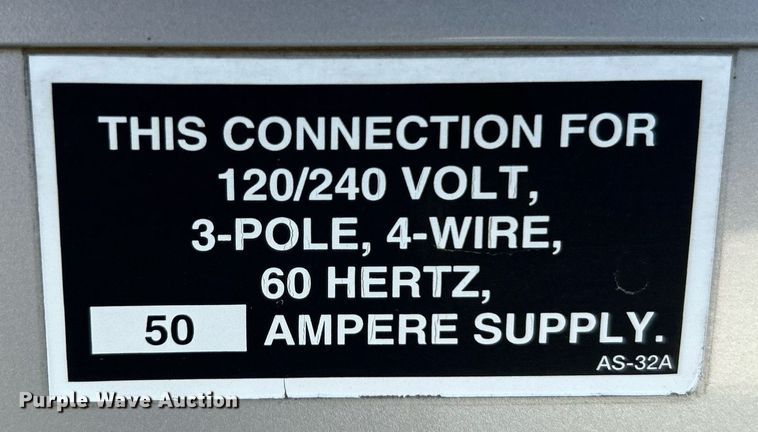 THIS CONNECTION FOR
120/240 VOLT,
3-POLE, 4-WIRE,
60 HERTZ,
50 AMPERE SUPPLY.
AS-32A
Purple Wave Auction